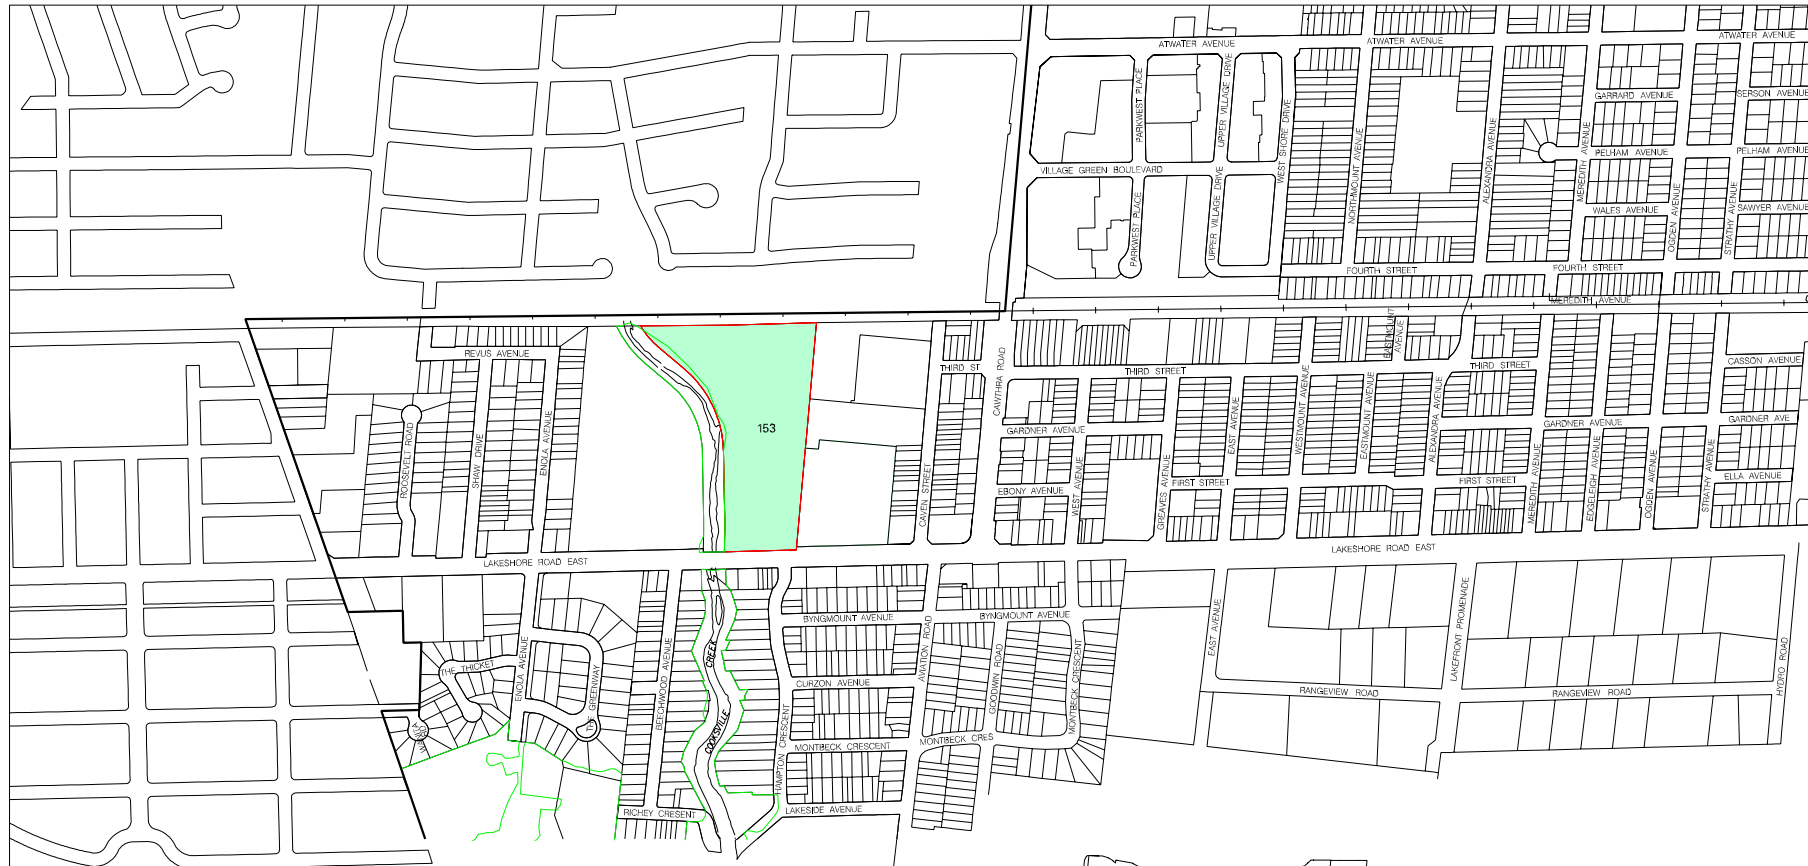 ATWATER AVENUE
ATWATER AVENUE
ATWATER AVENUE
PARKWEST PLACE
UPPER VILLAGE DRIVE
WEST SHORE DRIVE
NORTHMOUNT AVENUE
ALEXANDRA AVENUE
MEREDITH AVENUE
GARRARD AVENUE
SERSON AVENUE
PELHAM AVENUE
PELHAM AVENUE
VILLAGE GREEN BOULEVARD
PARKWEST PLACE
UPPER VILLAGE DRIVE
WALES AVENUE
OGDEN AVENUE
STRATHY AVENUE
SAWYER AVENUE
FOURTH STREET
FOURTH STREET
MEREDITH AVENUE
REVUS AVENUE
THIRD ST
CAWTHRA ROAD
THIRD STREET
EASTMOUNT
AVENUE
THIRD STREET
CASSON AVENUE
ROOSEVELT ROAD
SHAW DRIVE
ENOLA AVENUE
153
CAVEN STREET
GARDNER AVENUE
EAST AVENUE
WESTMOUNT AVENUE
EASTMOUNT AVENUE
ALEXANDRA AVENUE
GARDNER AVENUE
GARDNER AVE
EBONY AVENUE
WEST AVENUE
GREAVES AVENUE
FIRST STREET
FIRST STREET
MEREDITH AVENUE
EDGELEIGH AVENUE
OGDEN AVENUE
STRATHY AVENUE
ELLA AVENUE
LAKESHORE ROAD EAST
LAKESHORE ROAD EAST
THE THICKET
ENOLA AVENUE
THE GREENWAY
BEECHWOOD AVENUE
CREEK
COOKSVILLE
HAMPTON CRESCENT
BYNGMOUNT AVENUE
BYNGMOUNT AVENUE
AVIATION ROAD
GOODWIN ROAD
MONTBECK CRESCENT
CURZON AVENUE
MONTBECK CRESCENT
MONTBECK CRES
LAKESIDE AVENUE
RICHEY CRESENT
EAST AVENUE
LAKEFRONT PROMENADE
HYDRO ROAD
RANGEVIEW ROAD
RANGEVIEW ROAD